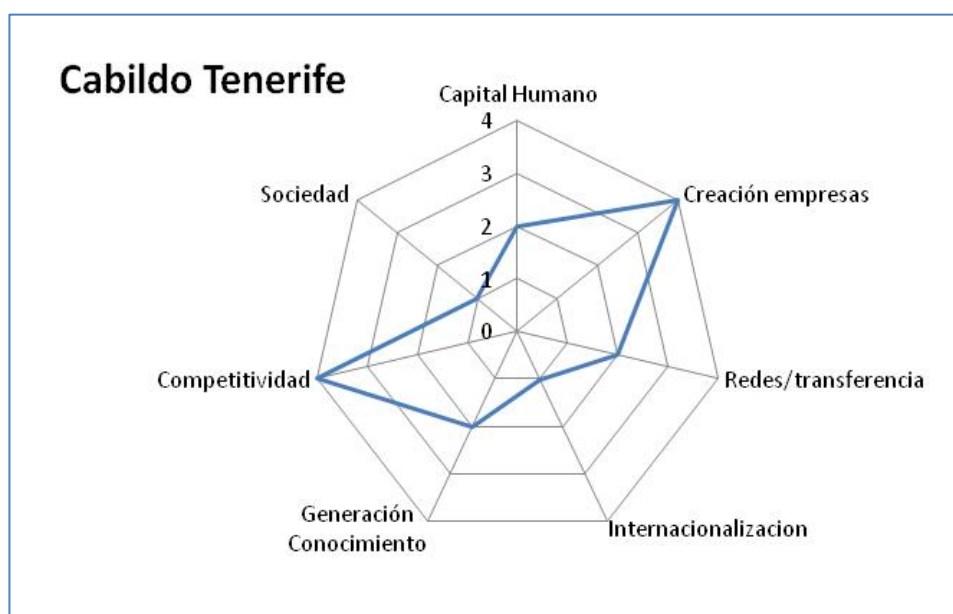 Cabildo Tenerife
Capital Humano
4
3
2
1
0
Creación empresas
Redes/transferencia
Internacionalizacion
Generación
Conocimiento
Competitividad
Sociedad